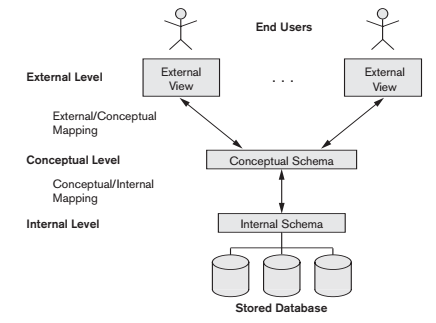 End Users
External Level
External
View
. . .
External
View
External/Conceptual
Mapping
Conceptual Level
Conceptual Schema
Conceptual/Internal
Mapping
Internal Level
Internal Schema
Stored Database